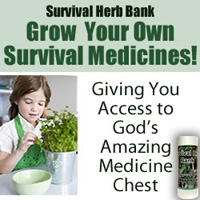 Survival Herb Bank
Grow Your Own
Survival Medicines!
Giving You
Access to
God's
Amazing
Medicine
Chest